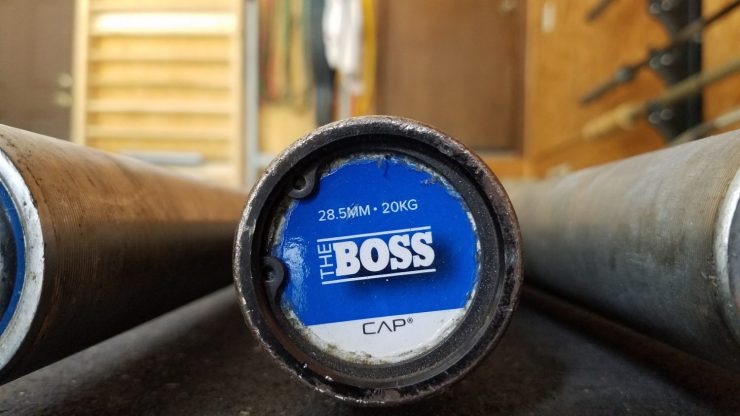 28.5MM • 20KG
THE BOSS
CAP®